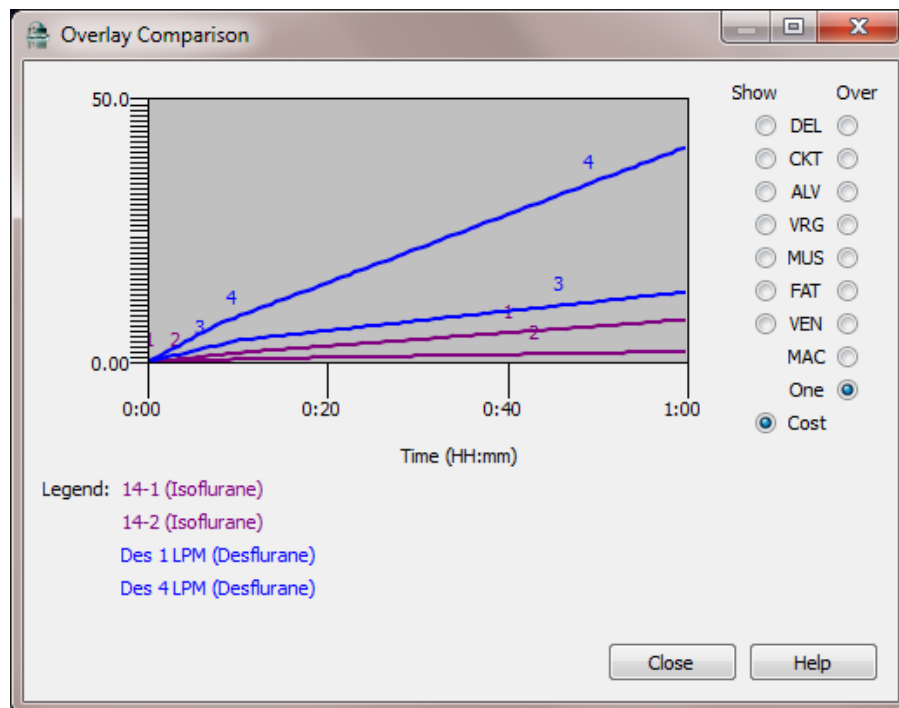 Overlay Comparison
Show Over
50.0
DEL
CKT
ALV
VRG
MUS
FAT
VEN
MAC
One
Cost
4
4
3
3
1
1 2
2
0.00
0:00 0:20 0:40 1:00
Time (HH:mm)
Legend: 14-1 (Isoflurane)
14-2 (Isoflurane)
Des 1 LPM (Desflurane)
Des 4 LPM (Desflurane)
Close Help